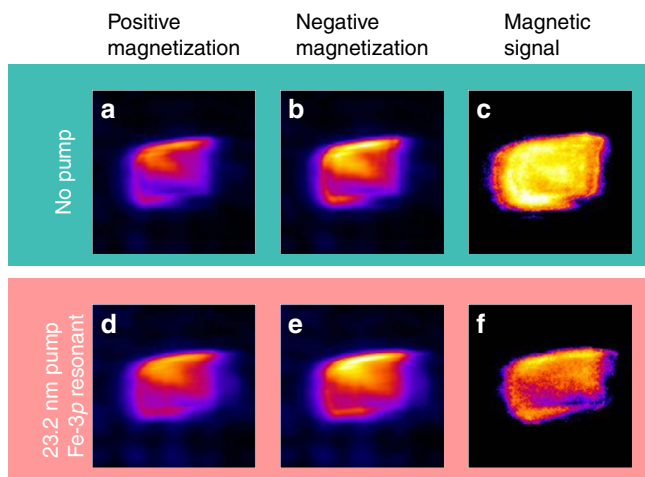 Positive
magnetization
Negative
magnetization
Magnetic
signal
No pump
a
b
c
23.2 nm pump
Fe-3p resonant
d
e
f